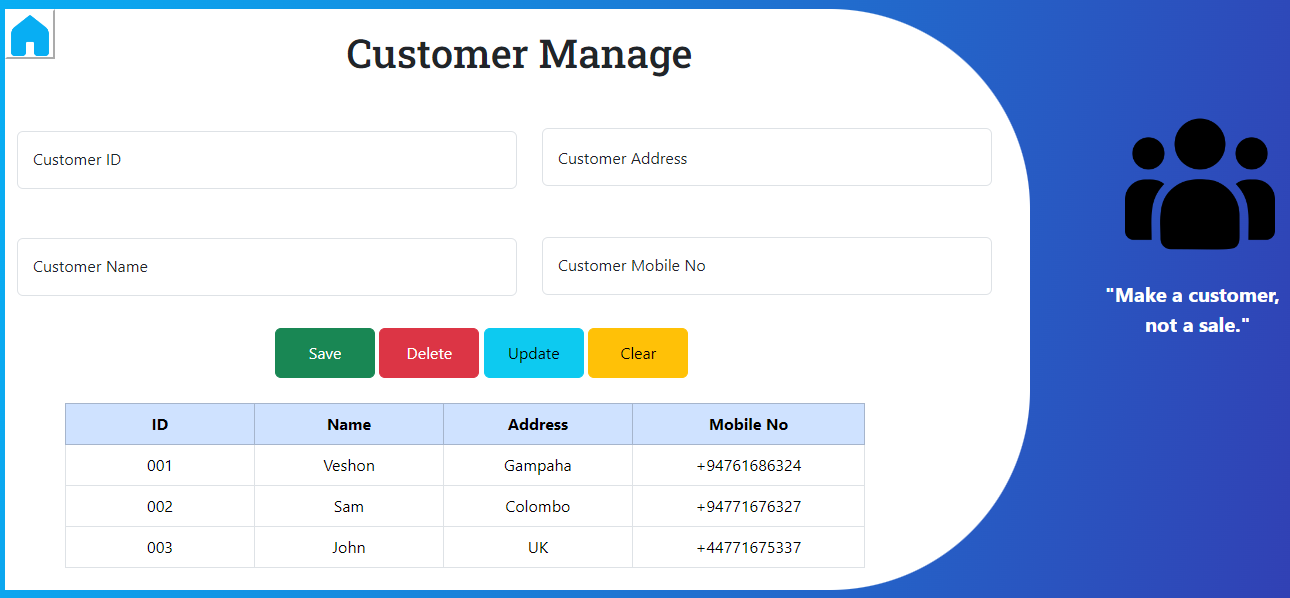 Customer Manage
Customer ID
Customer Address
Customer Name
Customer Mobile No
Save Delete Update Clear
ID Name Address Mobile No
001 Veshon Gampaha +94761686324
002 Sam Colombo +94771676327
003 John UK +44771675337
"Make a customer,
not a sale."